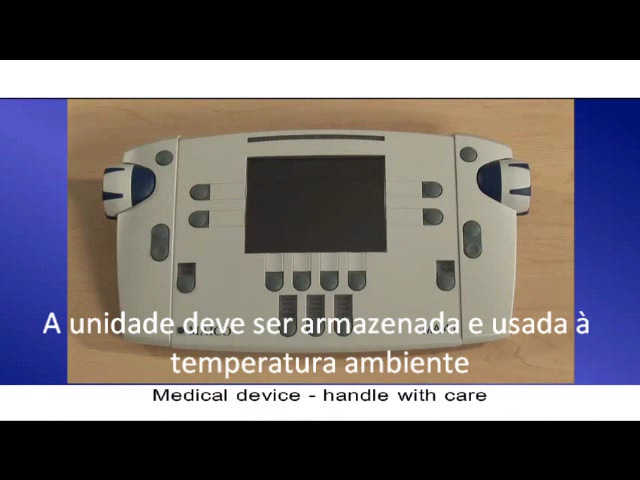 A unidade deve ser armazenada e usada à
temperatura ambiente
Medical device - handle with care